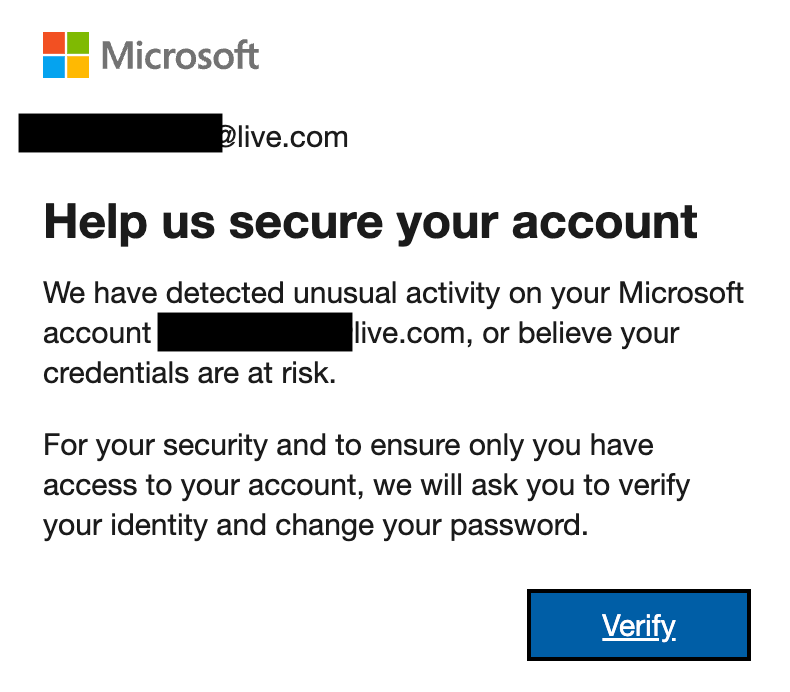 Microsoft
@live.com
Help us secure your account
We have detected unusual activity on your Microsoft
account live.com, or believe your
credentials are at risk.
For your security and to ensure only you have
access to your account, we will ask you to verify
your identity and change your password.
Verify